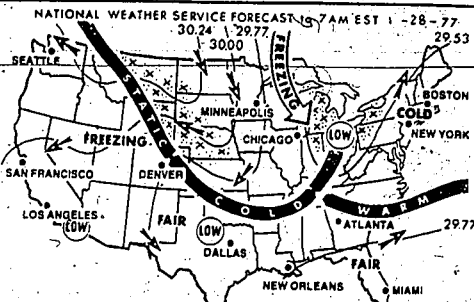 NATIONAL WEATHER SERVICE FORECAST to 7AM EST 1-28-77
30.24 29.77
30.00
29.53
SEATTLE
FREEZING
STATIC
MINNEAPOLIS
BOSTON
COLD
NEW YORK
LOW
CHICAGO
FREEZING
SAN FRANCISCO
DENVER
COLD
WARM
LOS ANGELES
LOW
FAIR
LOW
ATLANTA
DALLAS
29.77
NEW ORLEANS
FAIR
MIAMI